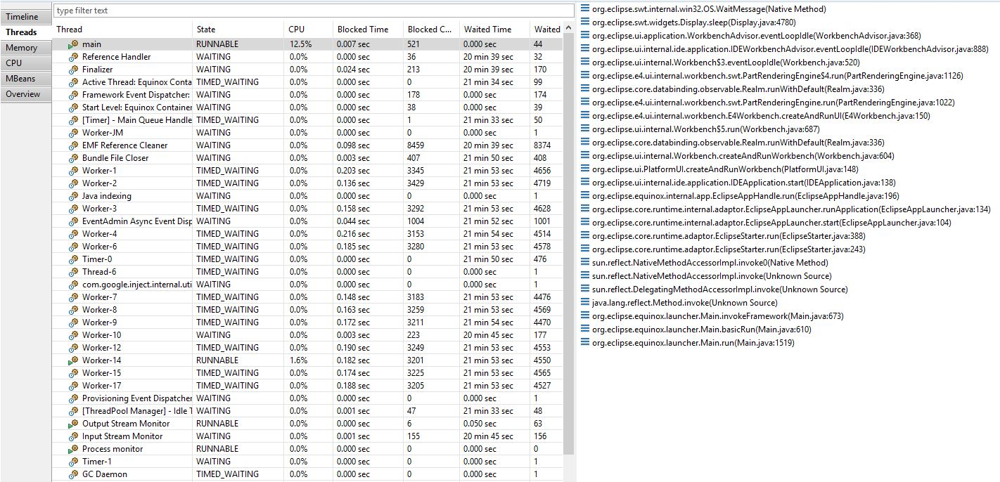 type filter text
Timeline
Threads
Memory
CPU
MBeans
Overview
Thread State CPU Blocked Time Blocked C... Waited Time Waited
main RUNNABLE 12.5% 0.007 sec 521 0.000 sec 44
Reference Handler WAITING 0.0% 0.000 sec 36 20 min 39 sec 32
Finalizer WAITING 0.0% 0.024 sec 213 20 min 39 sec 170
Active Thread: Equinox Conta TIMED_WAITING 0.0% 0.000 sec 0 21 min 34 sec 99
Framework Event Dispatcher: WAITING 0.0% 0.000 sec 178 0.000 sec 174
Start Level: Equinox Container WAITING 0.0% 0.000 sec 38 0.000 sec 39
[Timer] - Main Queue Handle TIMED_WAITING 0.0% 0.000 sec 1 21 min 33 sec 50
Worker-JM WAITING 0.0% 0.000 sec 0 0.000 sec 1
EMF Reference Cleaner WAITING 0.0% 0.098 sec 8459 20 min 39 sec 8374
Bundle File Closer WAITING 0.0% 0.003 sec 407 21 min 50 sec 408
Worker-1 TIMED_WAITING 0.0% 0.203 sec 3345 21 min 53 sec 4656
Worker-2 TIMED_WAITING 0.0% 0.136 sec 3429 21 min 53 sec 4719
Java indexing WAITING 0.0% 0.000 sec 0 0.000 sec 1
Worker-3 TIMED_WAITING 0.0% 0.158 sec 3292 21 min 53 sec 4628
EventAdmin Async Event Disp WAITING 0.0% 0.044 sec 1004 21 min 52 sec 1001
Worker-4 TIMED_WAITING 0.0% 0.216 sec 3153 21 min 54 sec 4514
Worker-6 TIMED_WAITING 0.0% 0.185 sec 3280 21 min 53 sec 4578
Timer-0 TIMED_WAITING 0.0% 0.000 sec 0 21 min 50 sec 476
Thread-6 TIMED_WAITING 0.0% 0.000 sec 0 0.000 sec 1
com.google.inject.internal.uti WAITING 0.0% 0.000 sec 0 0.000 sec 1
Worker-7 TIMED_WAITING 0.0% 0.148 sec 3183 21 min 53 sec 4476
Worker-8 TIMED_WAITING 0.0% 0.163 sec 3259 21 min 53 sec 4569
Worker-9 TIMED_WAITING 0.0% 0.172 sec 3211 21 min 54 sec 4470
Worker-10 WAITING 0.0% 0.003 sec 223 20 min 45 sec 177
Worker-12 TIMED_WAITING 0.0% 0.190 sec 3249 21 min 53 sec 4553
Worker-14 RUNNABLE 1.6% 0.182 sec 3201 21 min 53 sec 4550
Worker-15 TIMED_WAITING 0.0% 0.174 sec 3225 21 min 53 sec 4565
Worker-17 TIMED_WAITING 0.0% 0.188 sec 3205 21 min 53 sec 4527
Provisioning Event Dispatcher WAITING 0.0% 0.000 sec 0 0.000 sec 1
[ThreadPool Manager] - Idle T WAITING 0.0% 0.001 sec 47 21 min 33 sec 48
Output Stream Monitor RUNNABLE 0.0% 0.000 sec 6 0.050 sec 63
Input Stream Monitor WAITING 0.0% 0.001 sec 155 20 min 45 sec 156
Process monitor RUNNABLE 0.0% 0.000 sec 0 0.000 sec 0
Timer-1 WAITING 0.0% 0.000 sec 0 0.000 sec 1
GC Daemon TIMED_WAITING 0.0% 0.000 sec 0 0.000 sec 1
org.eclipse.swt.internal.win32.OS.WaitMessage(Native Method)
org.eclipse.swt.widgets.Display.sleep(Display.java:4780)
org.eclipse.ui.application.WorkbenchAdvisor.eventLoopIdle(WorkbenchAdvisor.java:368)
org.eclipse.ui.internal.ide.application.IDEWorkbenchAdvisor.eventLoopIdle(IDEWorkbenchAdvisor.java:888)
org.eclipse.ui.internal.Workbench$3.eventLoopIdle(Workbench.java:520)
org.eclipse.e4.ui.internal.workbench.swt.PartRenderingEngine$4.run(PartRenderingEngine.java:1126)
org.eclipse.core.databinding.observable.Realm.runWithDefault(Realm.java:336)
org.eclipse.e4.ui.internal.workbench.swt.PartRenderingEngine.run(PartRenderingEngine.java:1022)
org.eclipse.e4.ui.internal.workbench.E4Workbench.createAndRunUI(E4Workbench.java:150)
org.eclipse.ui.internal.Workbench$5.run(Workbench.java:687)
org.eclipse.core.databinding.observable.Realm.runWithDefault(Realm.java:336)
org.eclipse.ui.internal.Workbench.createAndRunWorkbench(Workbench.java:604)
org.eclipse.ui.PlatformUI.createAndRunWorkbench(PlatformUI.java:148)
org.eclipse.ui.internal.ide.application.IDEApplication.start(IDEApplication.java:138)
org.eclipse.equinox.internal.app.EclipseAppHandle.run(EclipseAppHandle.java:196)
org.eclipse.core.runtime.internal.adaptor.EclipseAppLauncher.runApplication(EclipseAppLauncher.java:134)
org.eclipse.core.runtime.internal.adaptor.EclipseAppLauncher.start(EclipseAppLauncher.java:104)
org.eclipse.core.runtime.adaptor.EclipseStarter.run(EclipseStarter.java:388)
org.eclipse.core.runtime.adaptor.EclipseStarter.run(EclipseStarter.java:243)
sun.reflect.NativeMethodAccessorImpl.invoke0(Native Method)
sun.reflect.NativeMethodAccessorImpl.invoke(Unknown Source)
sun.reflect.DelegatingMethodAccessorImpl.invoke(Unknown Source)
java.lang.reflect.Method.invoke(Unknown Source)
org.eclipse.equinox.launcher.Main.invokeFramework(Main.java:673)
org.eclipse.equinox.launcher.Main.basicRun(Main.java:610)
org.eclipse.equinox.launcher.Main.run(Main.java:1519)